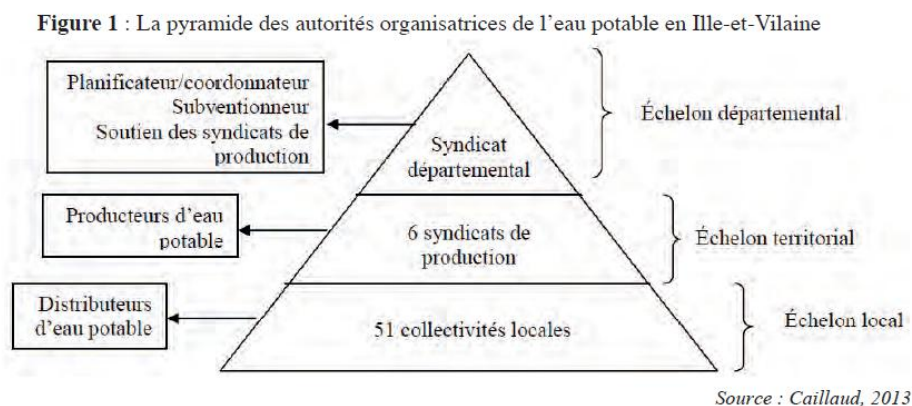 Figure 1 : La pyramide des autorités organisatrices de l'eau potable en Ille-et-Vilaine
Planificateur/coordonnateur
Subventionneur
Soutien des syndicats de
production
Syndicat
départemental
Échelon départemental
Producteurs d'eau
potable
6 syndicats de
production
Échelon territorial
Distributeurs
d'eau potable
51 collectivités locales
Échelon local
Source : Caillaud, 2013